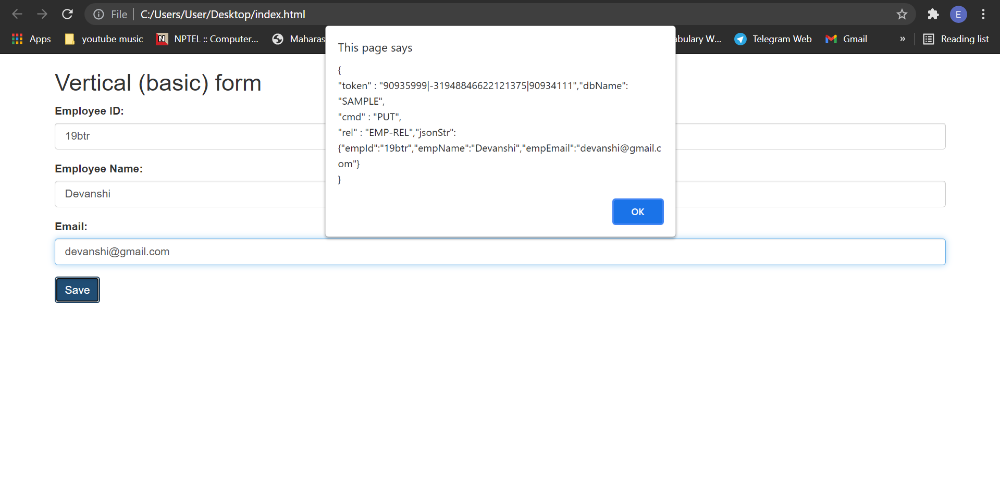 File
C:/Users/User/Desktop/index.html
E
Apps
youtube music
NPTEL :: Computer...
Maharas
abulary W...
Telegram Web
Gmail
»
Reading list
This page says
{
"token" : "90935999|-31948846622121375|90934111","dbName":
"SAMPLE",
"cmd" : "PUT",
"rel" : "EMP-REL","jsonStr":
{"empId":"19btr","empName":"Devanshi","empEmail":"devanshi@gmail.c
om"}
}
OK
Vertical (basic) form
Employee ID:
19btr
Employee Name:
Devanshi
Email:
devanshi@gmail.com
Save